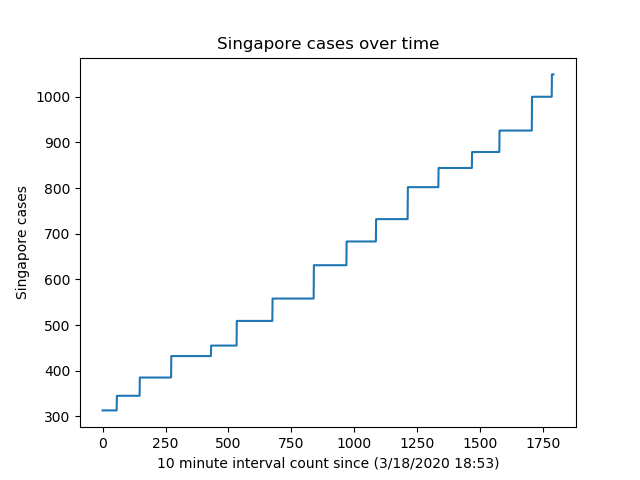 Singapore cases over time
Singapore cases
1000
900
800
700
600
500
400
300
0 250 500 750 1000 1250 1500 1750
10 minute interval count since (3/18/2020 18:53)